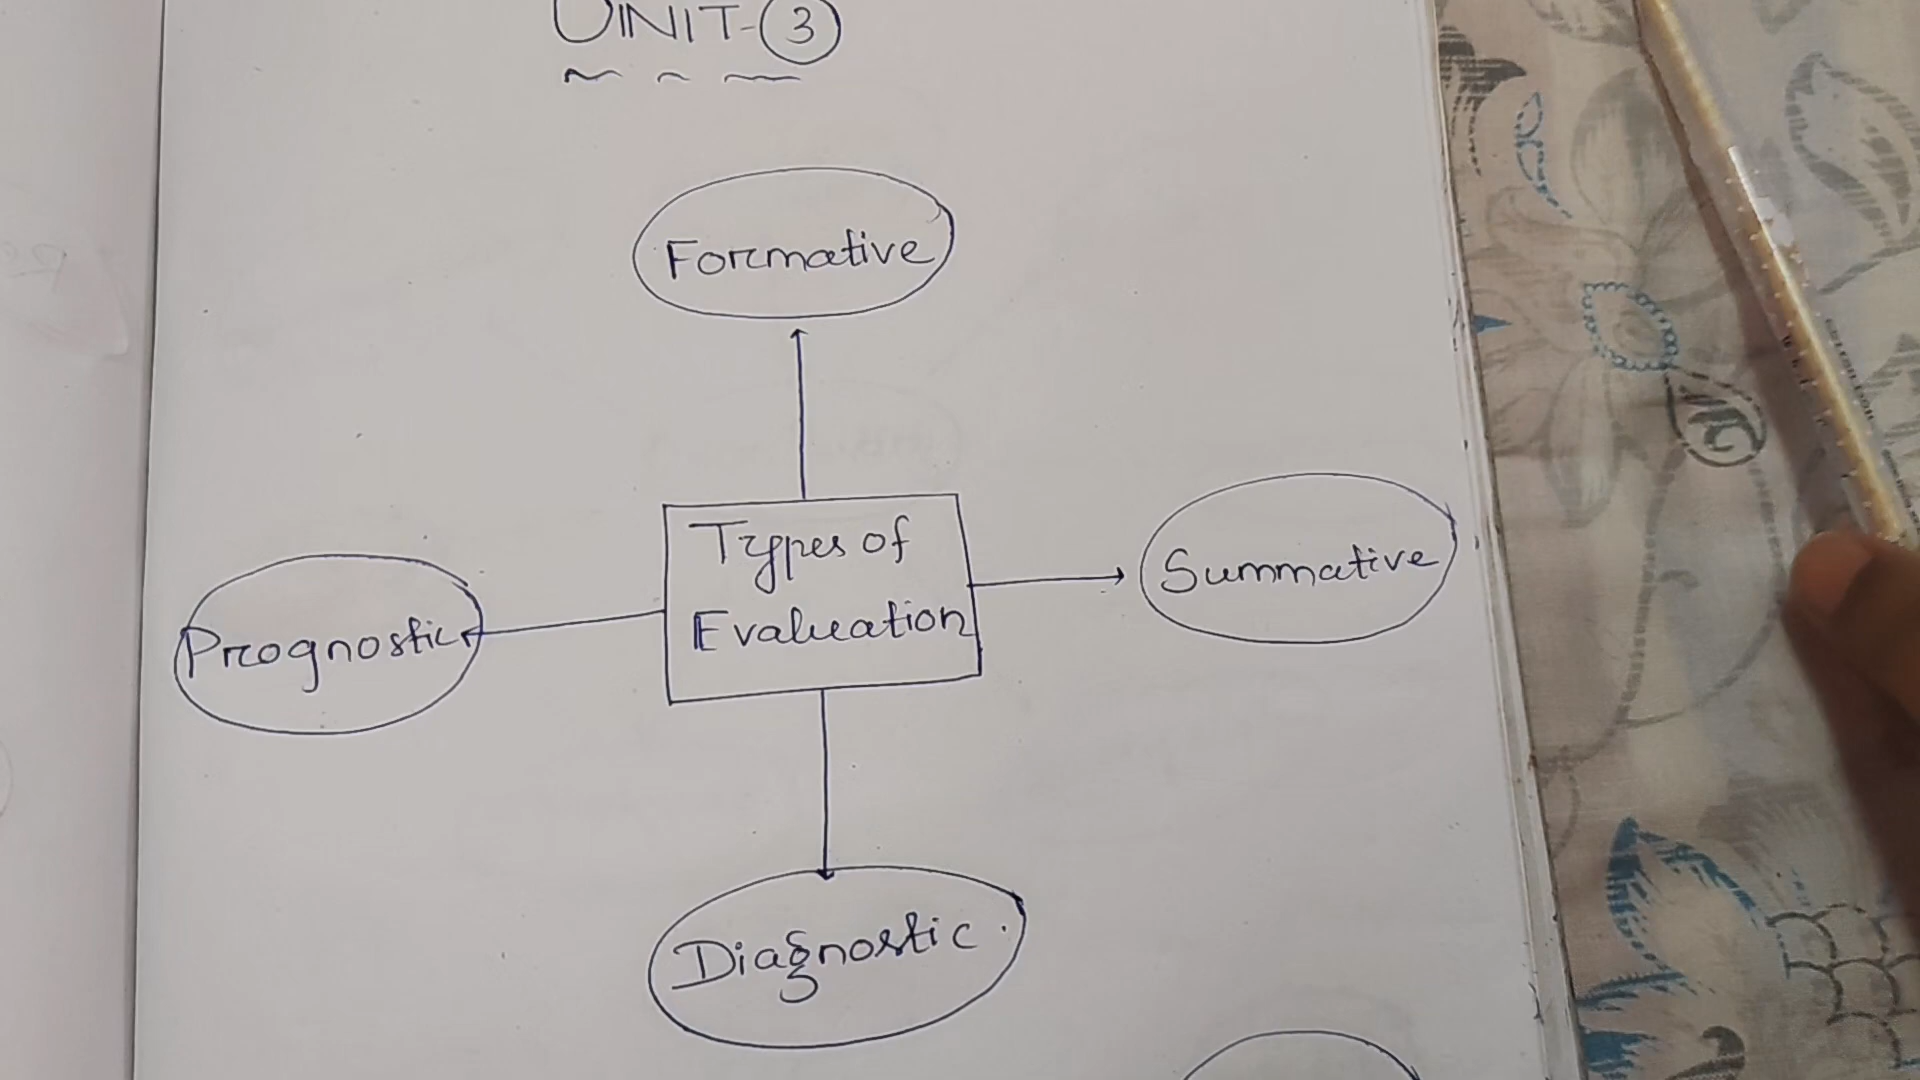 UNIT-3
Formative
Types of
Evaluation
Summative
Prognostic
Diagnostic